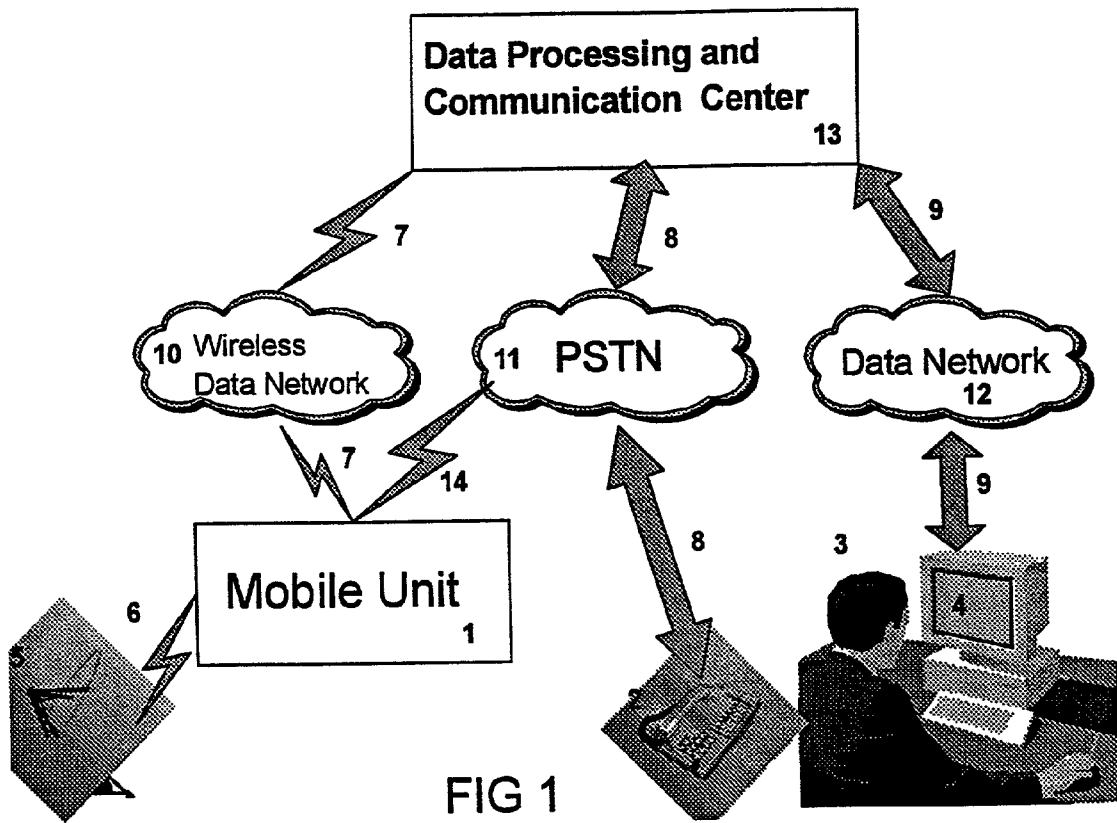 Data Processing and
Communication Center
13
7
8
9
10 Wireless
Data Network
11 PSTN
Data Network
12
7
14
8
9
3
4
Mobile Unit
1
6
5
FIG 1